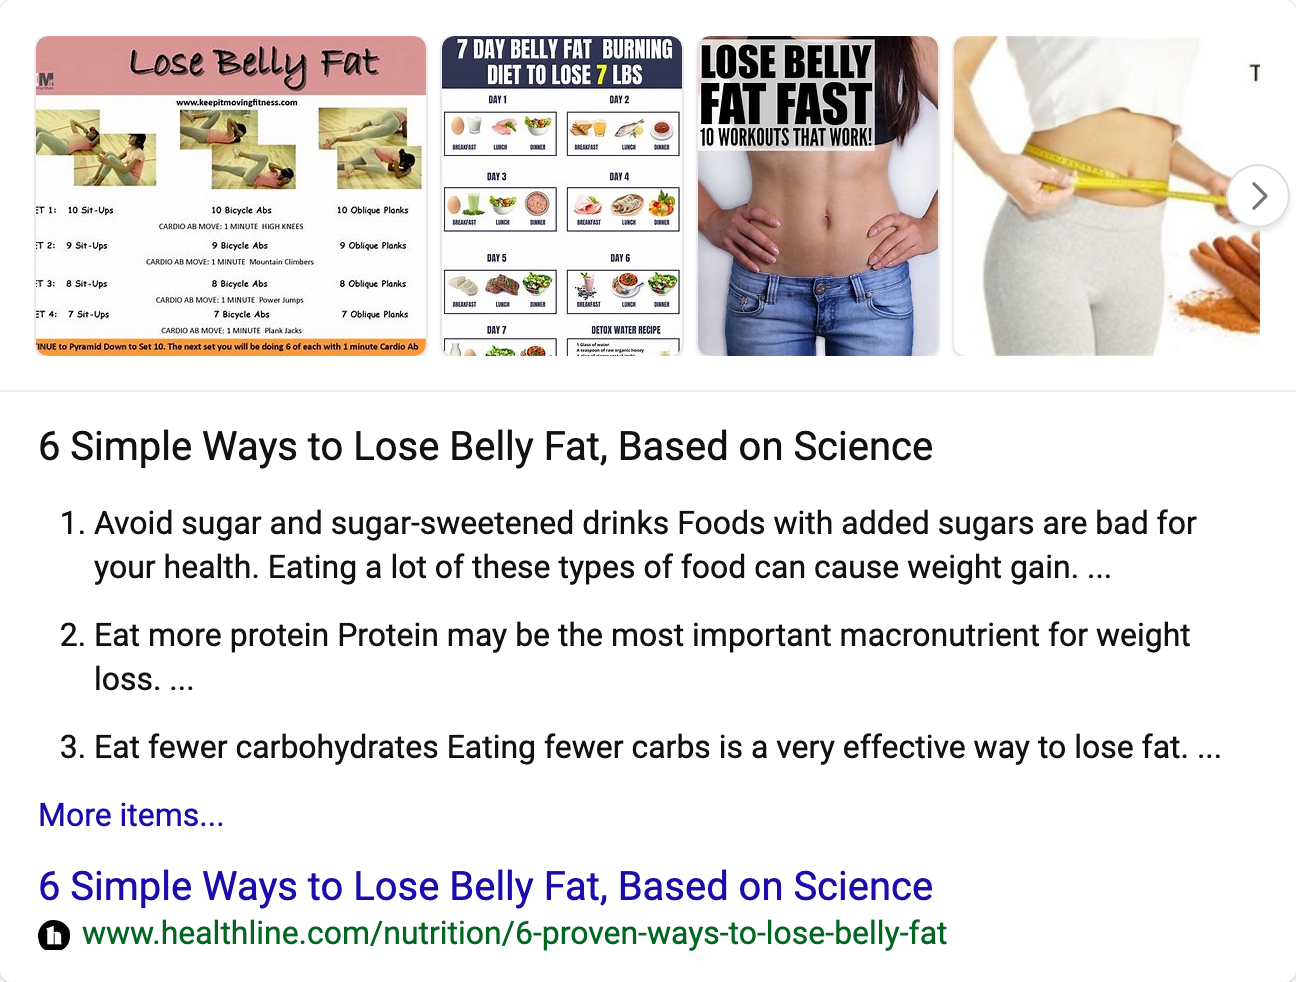 Lose Belly Fat
www.keepitmovingfitness.com
10 Sit-Ups 10 Bicycle Abs 10 Oblique Planks
CARDIO AB MOVE: 1 MINUTE HIGH KNEES
ET 2: 9 Sit-Ups 9 Bicycle Abs 9 Oblique Planks
CARDIO AB MOVE: 1 MINUTE Mountain Climbers
8 Sit-Ups 8 Bicycle Abs 8 Oblique Planks
CARDIO AB MOVE: 1 MINUTE Power Jumps
ET 4: 7 Sit-Ups 7 Bicycle Abs 7 Oblique Planks
CARDIO AB MOVE: 1 MINUTE Plank Jacks
INUE to Pyramid Down to Set 10. The next set you will be doing 6 of each with 1 minute Cardio Ab
7 DAY BELLY FAT BURNING
DIET TO LOSE 7 LBS
DAY 1 DAY 2
BREAKFAST LUNCH DINNER BREAKFAST LUNCH DINNER
DAY 3 DAY 4
BREAKFAST LUNCH DINNER BREAKFAST LUNCH DINNER
DAY 5 DAY 6
BREAKFAST LUNCH DINNER BREAKFAST LUNCH DINNER
DAY 7 DETOX WATER RECIPE
1 Glass of water
A teaspoon of raw organic honey
LOSE BELLY
FAT FAST
10 WORKOUTS THAT WORK!
T
6 Simple Ways to Lose Belly Fat, Based on Science
1. Avoid sugar and sugar-sweetened drinks Foods with added sugars are bad for
your health. Eating a lot of these types of food can cause weight gain. ...
2. Eat more protein Protein may be the most important macronutrient for weight
loss. ...
3. Eat fewer carbohydrates Eating fewer carbs is a very effective way to lose fat. ...
More items...
6 Simple Ways to Lose Belly Fat, Based on Science
h www.healthline.com/nutrition/6-proven-ways-to-lose-belly-fat